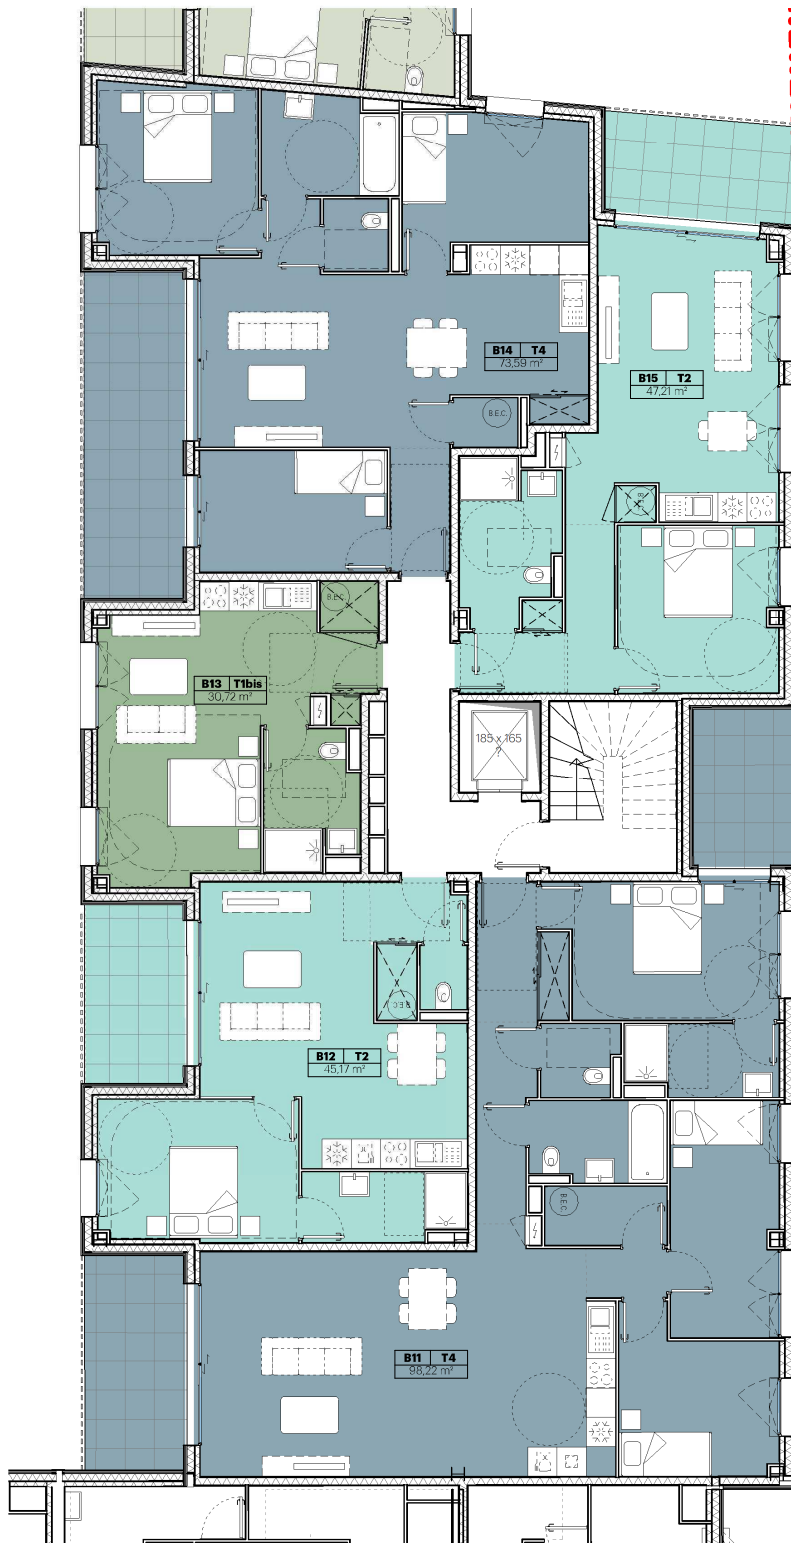 B14 T4
73,59 m²
B15 T2
47,21 m²
B.E.C.
B.E.C
B.E.C
B13 T1bis
30,72 m²
185 x 165
?
B.E.C
B12 T2
45,17 m²
B.E.C
B11 T4
98,22 m²